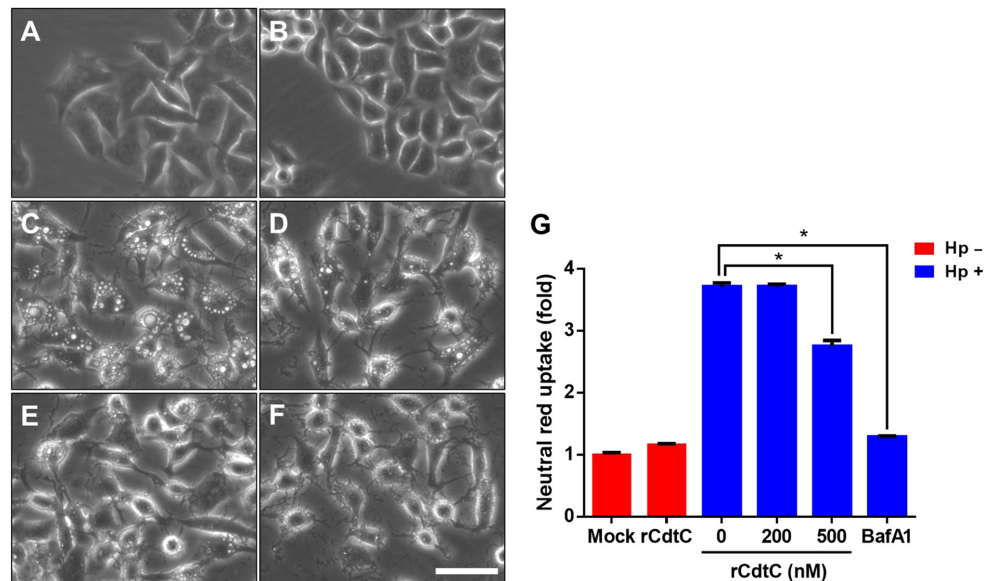 A
B
C
D
E
F
G
Neutral red uptake (fold)
4
3
2
1
0
*
*
Hp –
Hp +
Mock rCdtC 0 200 500 BafA1
rCdtC (nM)